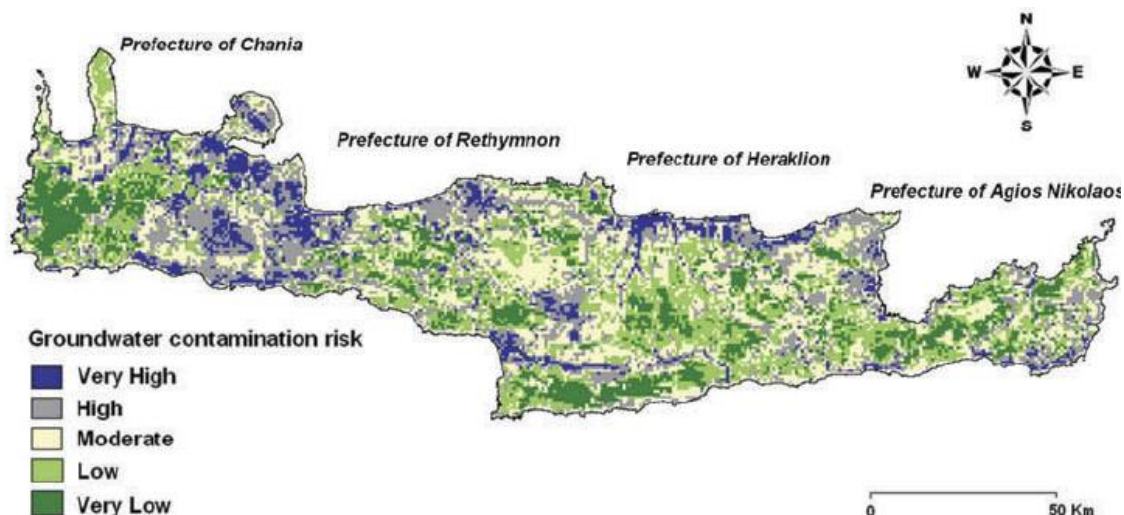 Prefecture of Chania
N
W E
S
Prefecture of Rethymnon
Prefecture of Heraklion
Prefecture of Agios Nikolaos
Groundwater contamination risk
Very High
High
Moderate
Low
Very Low
0 50 Km